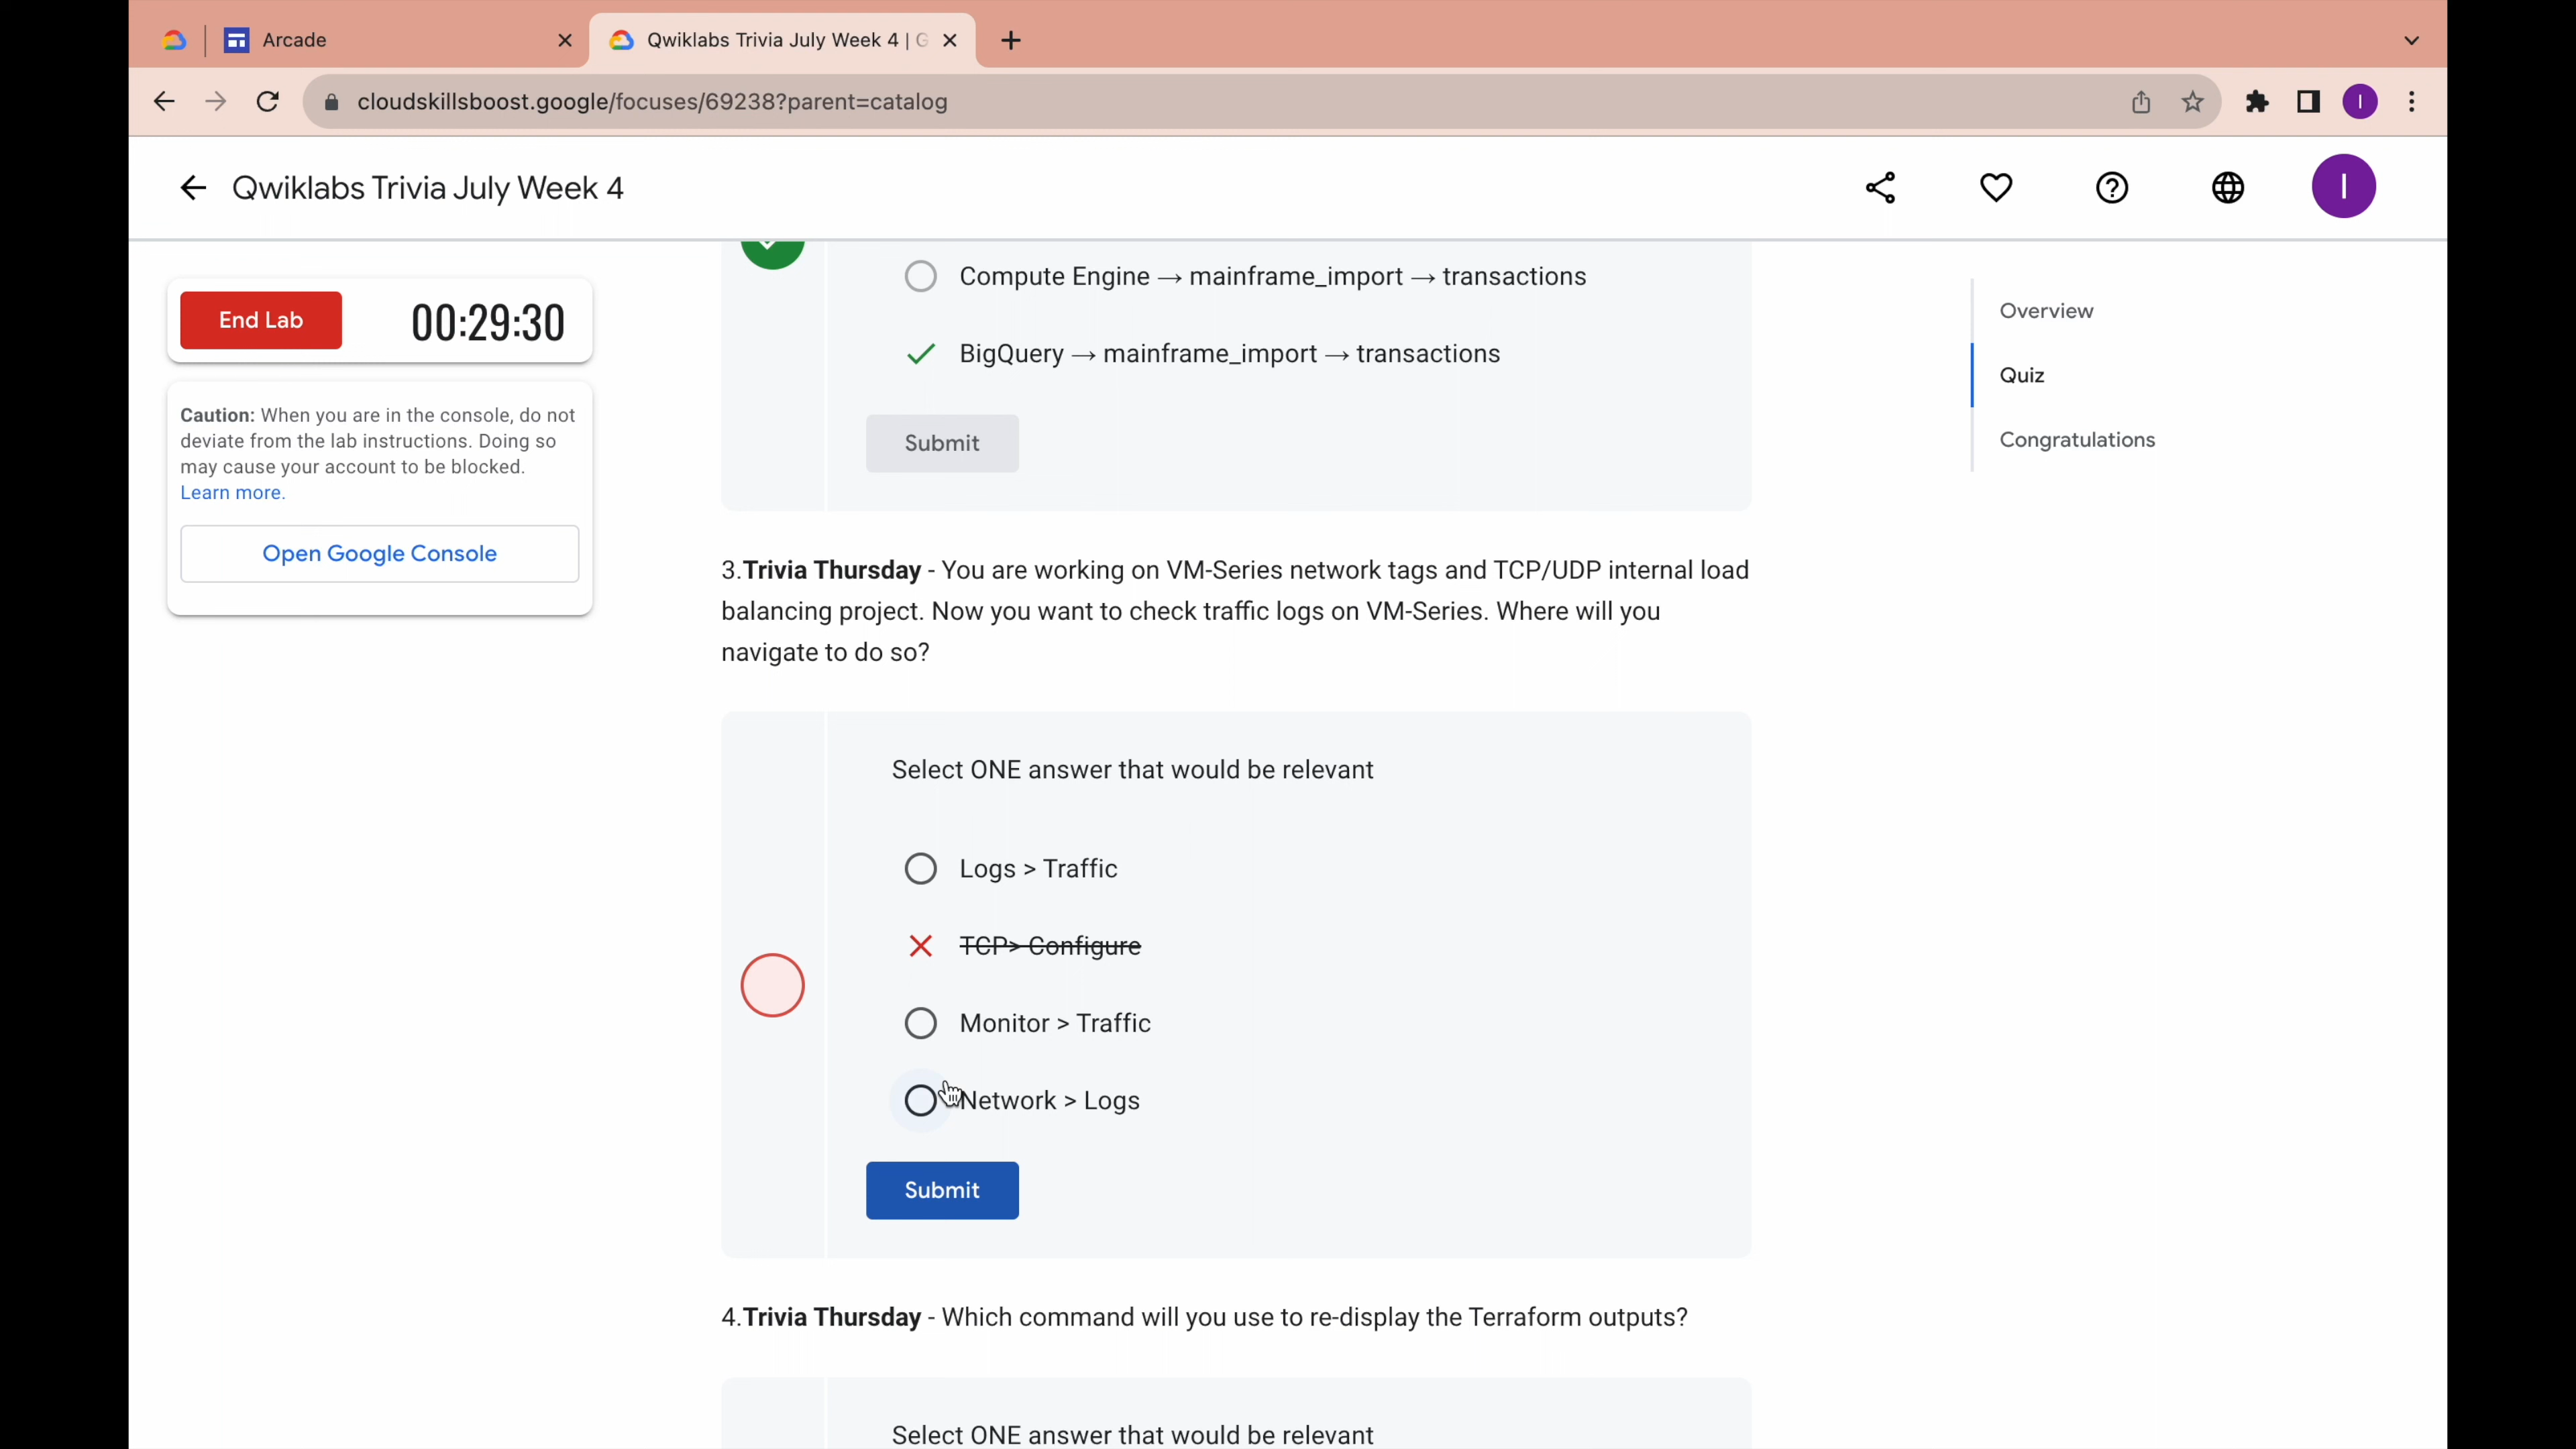 Arcade
Qwiklabs Trivia July Week 4 | G
cloudskillsboost.google/focuses/69238?parent=catalog
I
Qwiklabs Trivia July Week 4
I
End Lab
00:29:30
Caution: When you are in the console, do not
deviate from the lab instructions. Doing so
may cause your account to be blocked.
Learn more.
Open Google Console
Compute Engine → mainframe_import → transactions
BigQuery → mainframe_import → transactions
Submit
3.Trivia Thursday - You are working on VM-Series network tags and TCP/UDP internal load
balancing project. Now you want to check traffic logs on VM-Series. Where will you
navigate to do so?
Select ONE answer that would be relevant
Logs > Traffic
TCP> Configure
Monitor > Traffic
Network > Logs
Submit
4.Trivia Thursday - Which command will you use to re-display the Terraform outputs?
Select ONE answer that would be relevant
Overview
Quiz
Congratulations